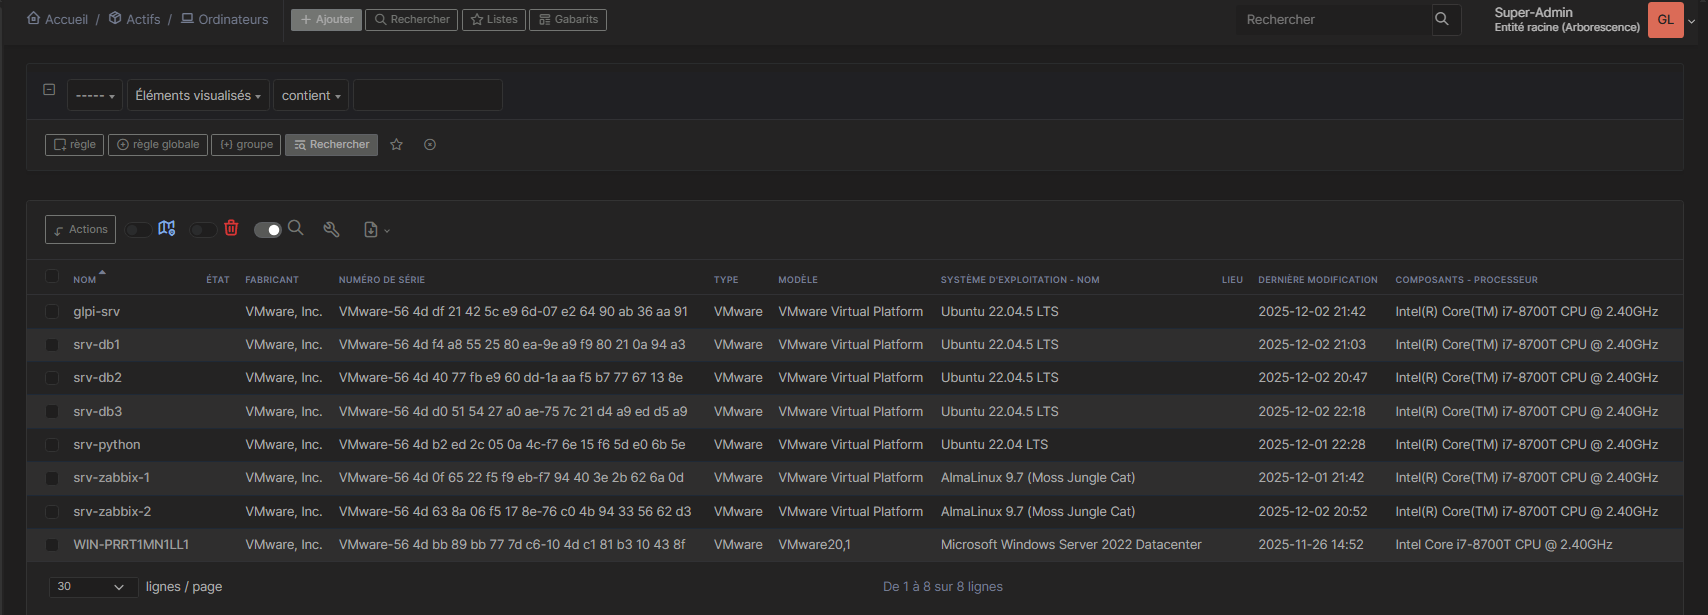 Accueil / Actifs / Ordinateurs + Ajouter Rechercher Listes Gabarits Rechercher Super-Admin GL
Entité racine (Arborescence)
----- Éléments visualisés contient
règle règle globale (+) groupe Rechercher
Actions
NOM ÉTAT FABRICANT NUMÉRO DE SÉRIE TYPE MODÈLE SYSTÈME D'EXPLOITATION - NOM LIEU DERNIÈRE MODIFICATION COMPOSANTS - PROCESSEUR
glpi-srv VMware, Inc. VMware-56 4d df 21 42 5c e9 6d-07 e2 64 90 ab 36 aa 91 VMware VMware Virtual Platform Ubuntu 22.04.5 LTS 2025-12-02 21:42 Intel(R) Core(TM) i7-8700T CPU @ 2.40GHz
srv-db1 VMware, Inc. VMware-56 4d f4 a8 55 25 80 ea-9e a9 f9 80 21 0a 94 a3 VMware VMware Virtual Platform Ubuntu 22.04.5 LTS 2025-12-02 21:03 Intel(R) Core(TM) i7-8700T CPU @ 2.40GHz
srv-db2 VMware, Inc. VMware-56 4d 40 77 fb e9 60 dd-1a aa f5 b7 77 67 13 8e VMware VMware Virtual Platform Ubuntu 22.04.5 LTS 2025-12-02 20:47 Intel(R) Core(TM) i7-8700T CPU @ 2.40GHz
srv-db3 VMware, Inc. VMware-56 4d d0 51 54 27 a0 ae-75 7c 21 d4 a9 ed d5 a9 VMware VMware Virtual Platform Ubuntu 22.04.5 LTS 2025-12-02 22:18 Intel(R) Core(TM) i7-8700T CPU @ 2.40GHz
srv-python VMware, Inc. VMware-56 4d b2 ed 2c 05 0a 4c-f7 6e 15 f6 5d e0 6b 5e VMware VMware Virtual Platform Ubuntu 22.04 LTS 2025-12-01 22:28 Intel(R) Core(TM) i7-8700T CPU @ 2.40GHz
srv-zabbix-1 VMware, Inc. VMware-56 4d 0f 65 22 f5 f9 eb-f7 94 40 3e 2b 62 6a 0d VMware VMware Virtual Platform AlmaLinux 9.7 (Moss Jungle Cat) 2025-12-01 21:42 Intel(R) Core(TM) i7-8700T CPU @ 2.40GHz
srv-zabbix-2 VMware, Inc. VMware-56 4d 63 8a 06 f5 17 8e-76 c0 4b 94 33 56 62 d3 VMware VMware Virtual Platform AlmaLinux 9.7 (Moss Jungle Cat) 2025-12-02 20:52 Intel(R) Core(TM) i7-8700T CPU @ 2.40GHz
WIN-PRRT1MN1LL1 VMware, Inc. VMware-56 4d bb 89 bb 77 7d c6-10 4d c1 81 b3 10 43 8f VMware VMware20,1 Microsoft Windows Server 2022 Datacenter 2025-11-26 14:52 Intel Core i7-8700T CPU @ 2.40GHz
30 lignes / page De 1 à 8 sur 8 lignes